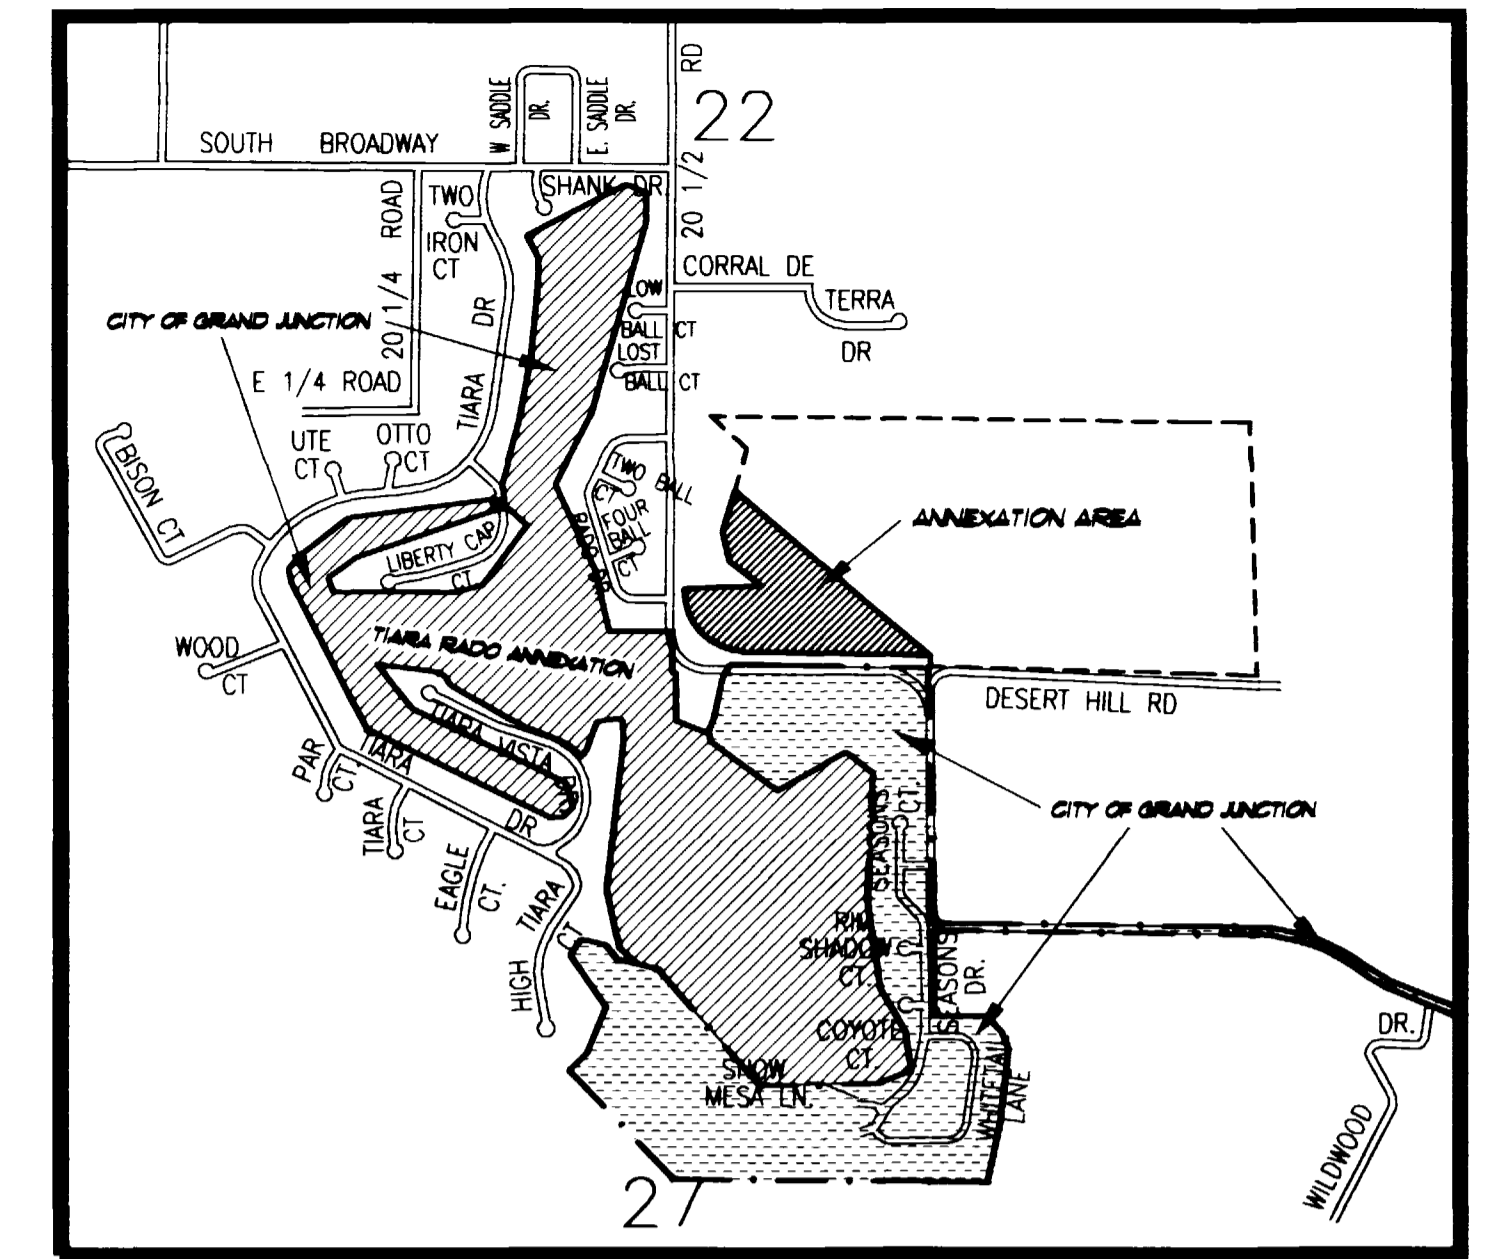 RD
22
W SADDLE
DR.
E. SADDLE
DR.
SOUTH BROADWAY
SHANK DR.
20 1/2
TWO
IRON
CT
20 1/4 ROAD
CORRAL DE
TERRA
DR
LOW
BALL CT
LOST
BALL CT
CITY OF GRAND JUNCTION
TIARA DR
E 1/4 ROAD
UTE
CT
OTTO
CT
BISON CT
TWO BALL
CT
FOUR
BALL
CT
RADO DR
ANNEXATION AREA
LIBERTY CAP
CT
TIARA RADO ANNEXATION
WOOD
CT
TIARA VISTA DR.
DESERT HILL RD
PAR
CT
TIARA
DR
TIARA
CT
EAGLE
CT.
HIGH TIARA
CT
SEASONS CT.
CITY OF GRAND JUNCTION
RIM
SHADOW
CT.
SEASONS
DR.
COYOTE
CT.
SNOW
MESA LN.
WHITETAIL
LANE
WILDWOOD
DR.
27